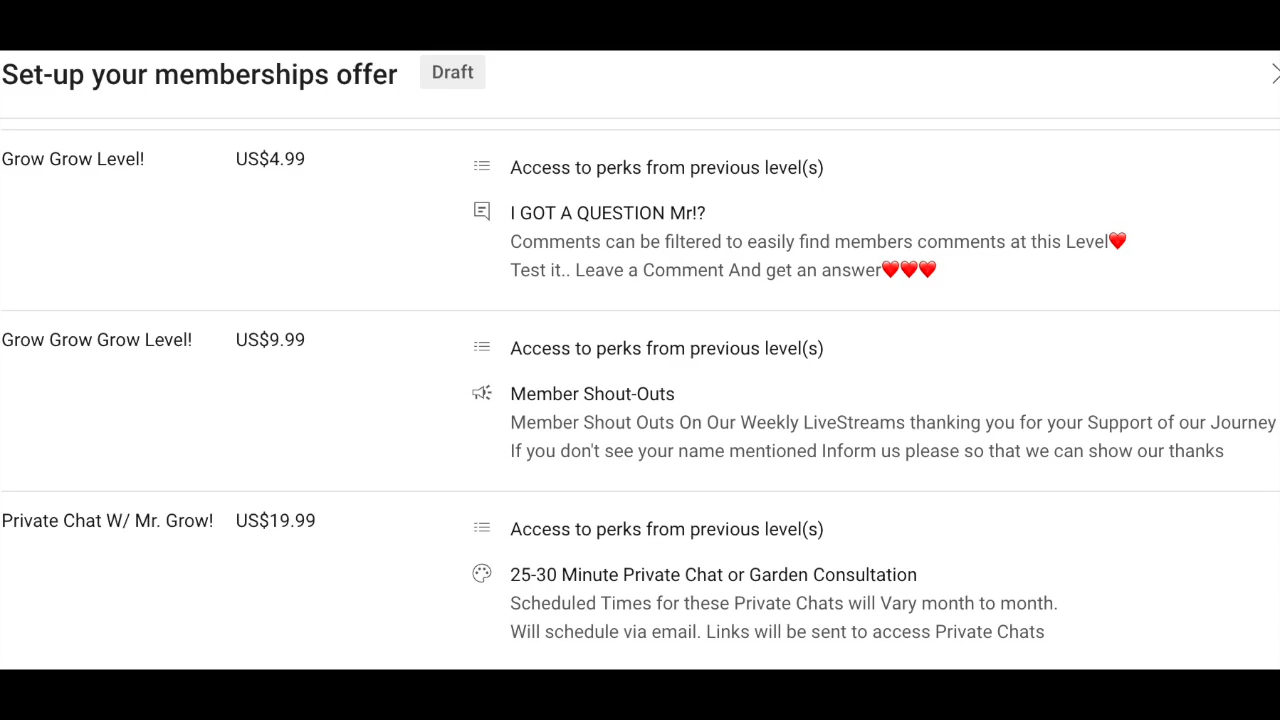 Set-up your memberships offer Draft
Grow Grow Level! US$4.99 Access to perks from previous level(s)
I GOT A QUESTION Mr!?
Comments can be filtered to easily find members comments at this Level❤️
Test it.. Leave a Comment And get an answer❤️❤️❤️
Grow Grow Grow Level! US$9.99 Access to perks from previous level(s)
Member Shout-Outs
Member Shout Outs On Our Weekly LiveStreams thanking you for your Support of our Journey
If you don't see your name mentioned Inform us please so that we can show our thanks
Private Chat W/ Mr. Grow! US$19.99 Access to perks from previous level(s)
25-30 Minute Private Chat or Garden Consultation
Scheduled Times for these Private Chats will Vary month to month.
Will schedule via email. Links will be sent to access Private Chats